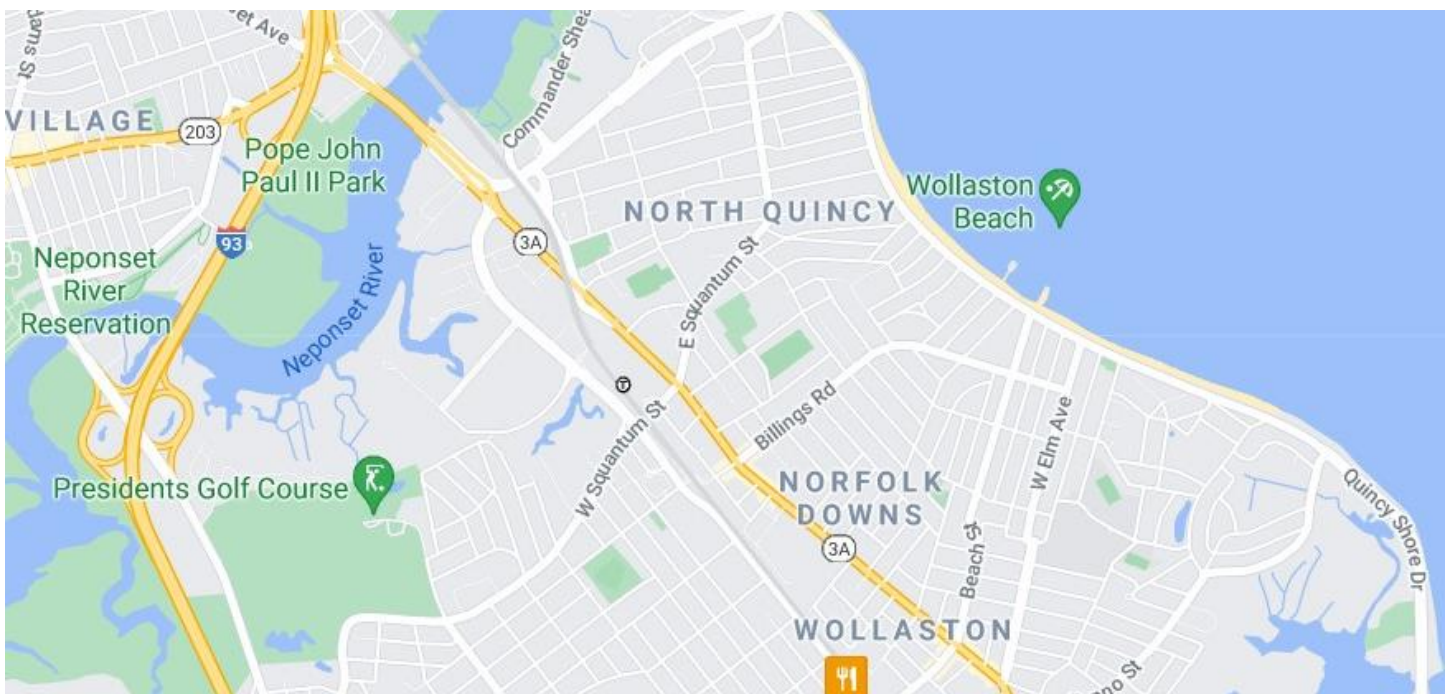 Commander Shea
VILLAGE
203
Pope John
Paul II Park
Wollaston
Beach
NORTH QUINCY
3A
93
Neponset
River
Reservation
Neponset River
E Squantum St
T
Billings Rd
W Elm Ave
W Squantum St
Presidents Golf Course
NORFOLK
DOWNS
Quincy Shore Dr
3A
Beach St
WOLLASTON